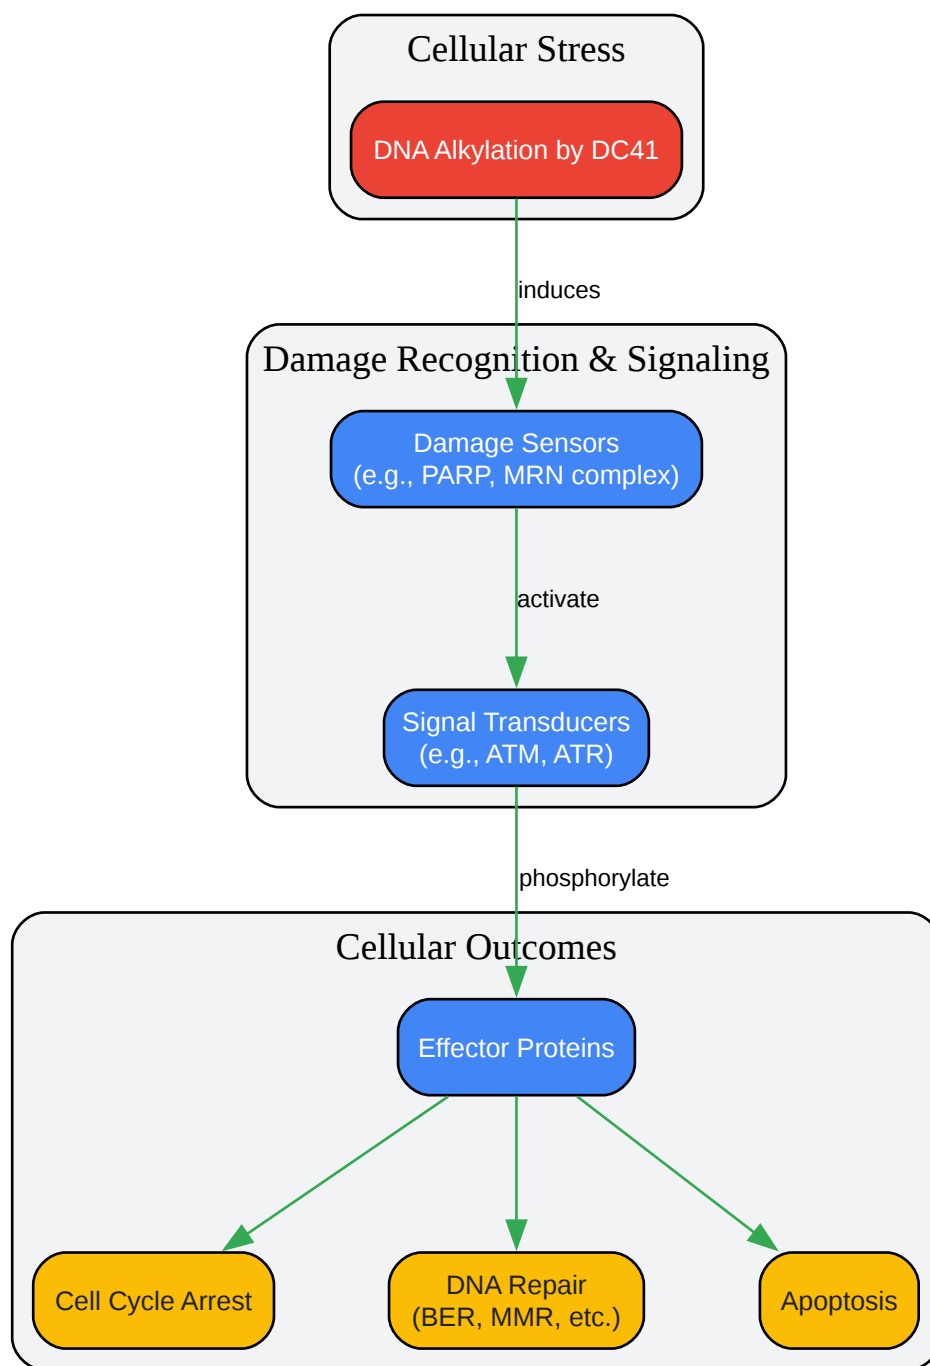 Cellular Stress
DNA Alkylation by DC41
induces
Damage Recognition & Signaling
Damage Sensors
(e.g., PARP, MRN complex)
activate
Signal Transducers
(e.g., ATM, ATR)
phosphorylate
Cellular Outcomes
Effector Proteins
Cell Cycle Arrest
DNA Repair
(BER, MMR, etc.)
Apoptosis